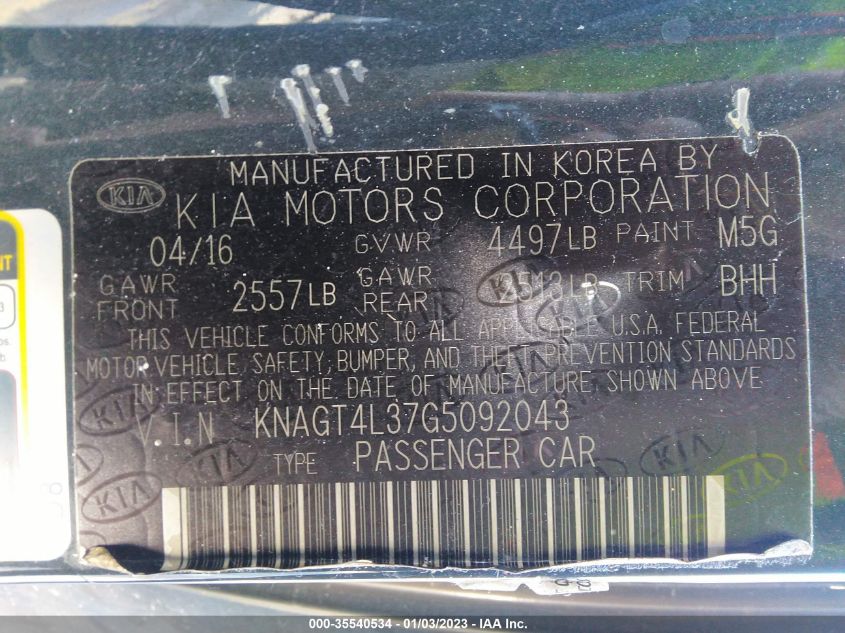 MANUFACTURED IN KOREA BY
KIA KIA MOTORS CORPORATION
04/16 GVWR 4497LB PAINT M5G
GAWR FRONT 2557LB GAWR REAR TRIM BHH
THIS VEHICLE CONFORMS TO ALL APPLICABLE U.S.A. FEDERAL
MOTOR VEHICLE SAFETY, BUMPER, AND THEFT PREVENTION STANDARDS
IN EFFECT ON THE DATE OF MANUFACTURE SHOWN ABOVE
V.I.N KNAGT4L37G5092043
TYPE PASSENGER CAR
000-35540534 - 01/03/2023 - IAA Inc.